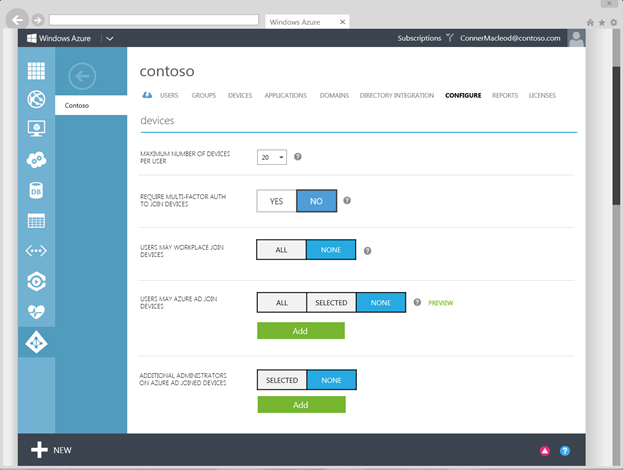 Windows Azure
Windows Azure
Subscriptions
ConnerMacleod@contoso.com
Contoso
contoso
USERS GROUPS DEVICES APPLICATIONS DOMAINS DIRECTORY INTEGRATION CONFIGURE REPORTS LICENSES
devices
MAXIMUM NUMBER OF DEVICES
PER USER
20
?
REQUIRE MULTI-FACTOR AUTH
TO JOIN DEVICES
YES NO
?
USERS MAY WORKPLACE JOIN
DEVICES
ALL NONE
?
USERS MAY AZURE AD JOIN
DEVICES
ALL SELECTED NONE
?
PREVIEW
Add
ADDITIONAL ADMINISTRATORS
ON AZURE AD JOINED DEVICES
SELECTED NONE
Add
DB
NEW
?